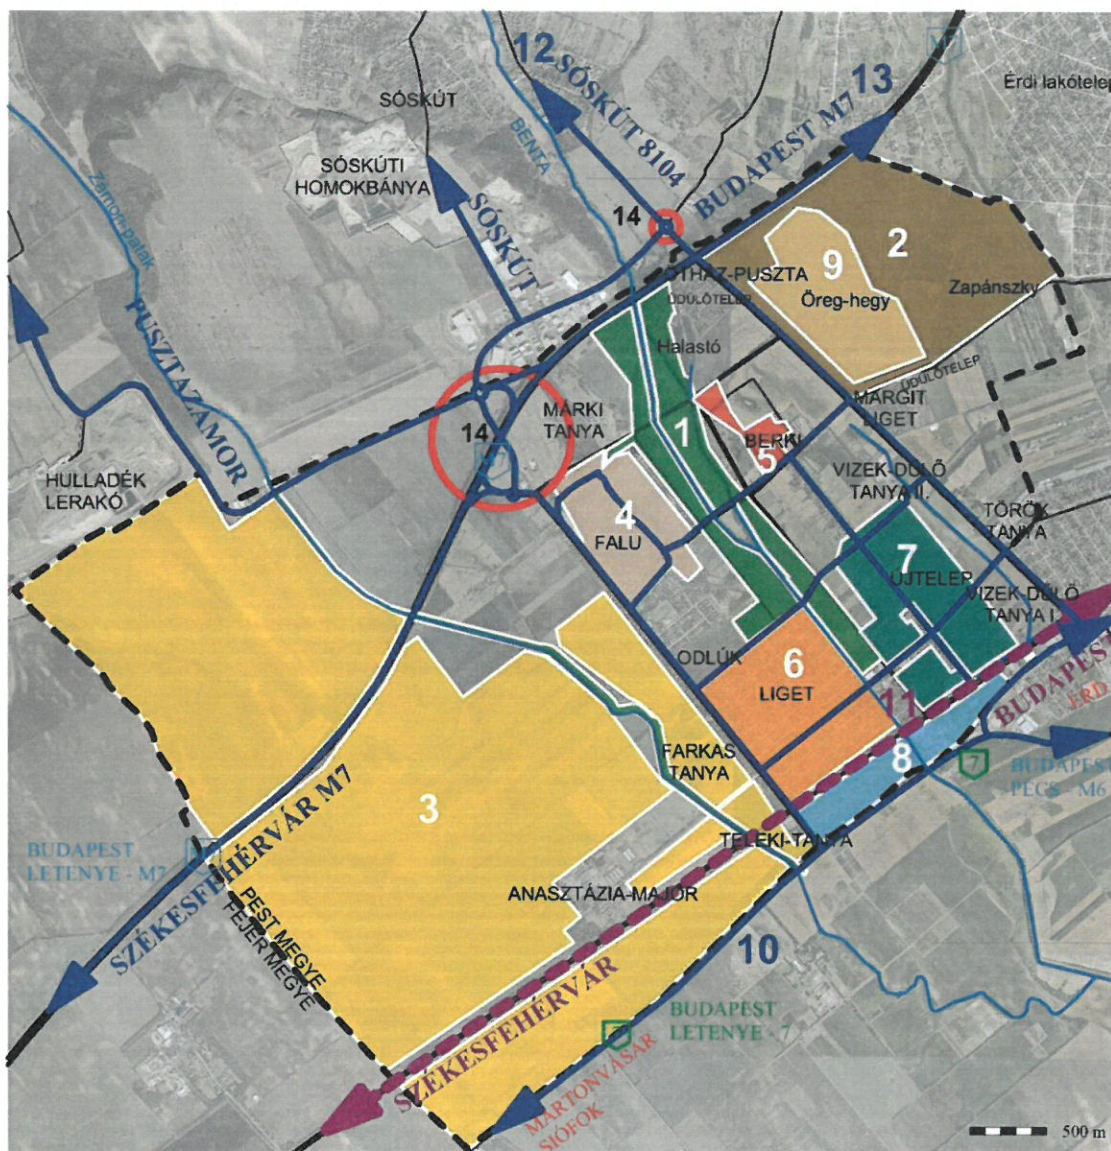 12
SÓSKÚT 8104
13
BUDAPEST M7
Érdi lakótelep
SÓSKÚT
BENTA
SÓSKÚTI
HOMOKBÁNYA
Zámori-patak
SÓSKÚT
14
2
9
Öreg-hegy
Zapánszky
ÜDÜLŐTELEP
Halastó
PUSZTAZÁMOR
ÜDÜLŐTELEP
MARGIT
LIGET
MÁRKI
TANYA
14
1
BERKI
5
HULLADÉK
LERAKÓ
VIZEK-DŰLŐ
TANYA II.
TÖRÖK
TANYA
4
FALU
7
ÚJTELEP
VIZEK-DŰLŐ
TANYA I.
ODLÚK
6
LIGET
11
BUDAPEST
ÉRD
FARKAS
TANYA
8
7
BUDAPEST
PÉCS - M6
3
SZÉKESFEHÉRVÁR M7
BUDAPEST
LETENYE - M7
TELEKI-TANYA
ANASZTÁZIA-MAJOR
PEST MEGYE
FEJÉR MEGYE
10
SZÉKESFEHÉRVÁR
BUDAPEST
LETENYE - 7
7
MARTONVÁSÁR
SIÓFOK
500 m